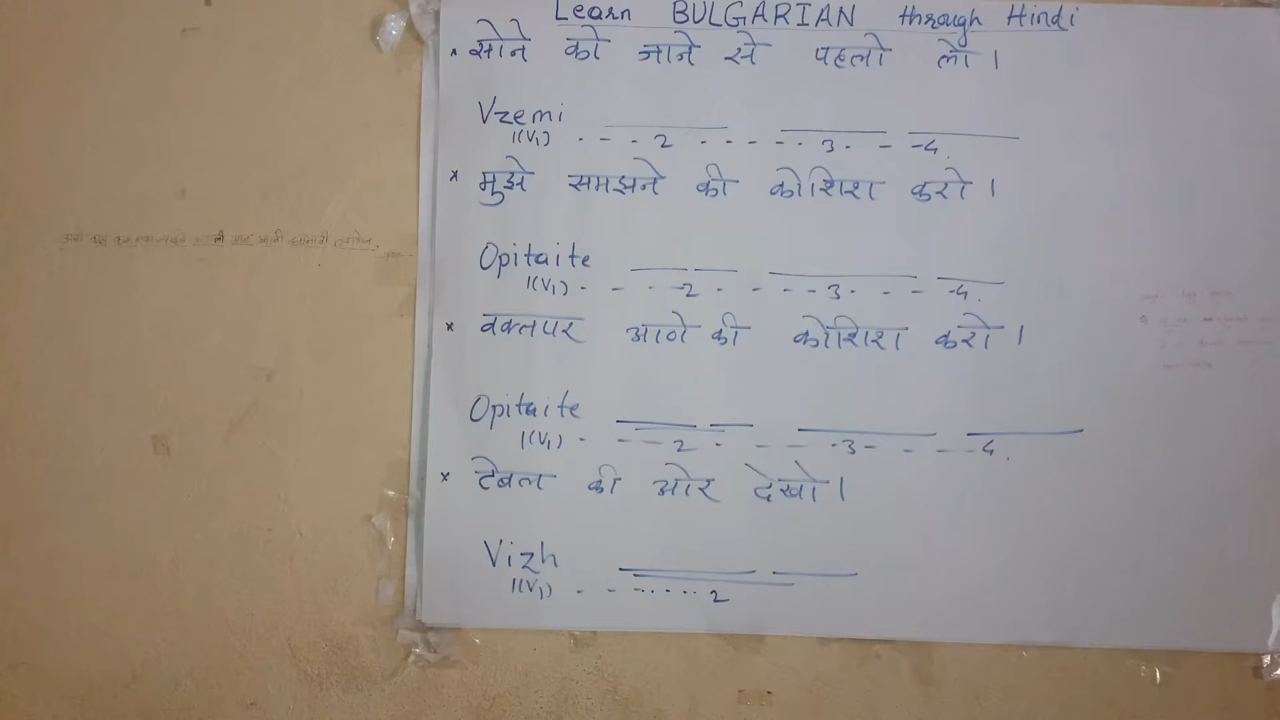 Learn BULGARIAN through Hindi
* सोने को जाने से पहलो लो।
Vzemi
1(V1) 2 3 4.
* मुझे समझने की कोशिश करो।
Opitaite
1(V1) 2 3 4.
* वक्तपर आणे की कोशिश करो।
Opitaite
1(V1) 2 3 4.
* टेबल की ओर देखो।
Vizh
1(V1) 2